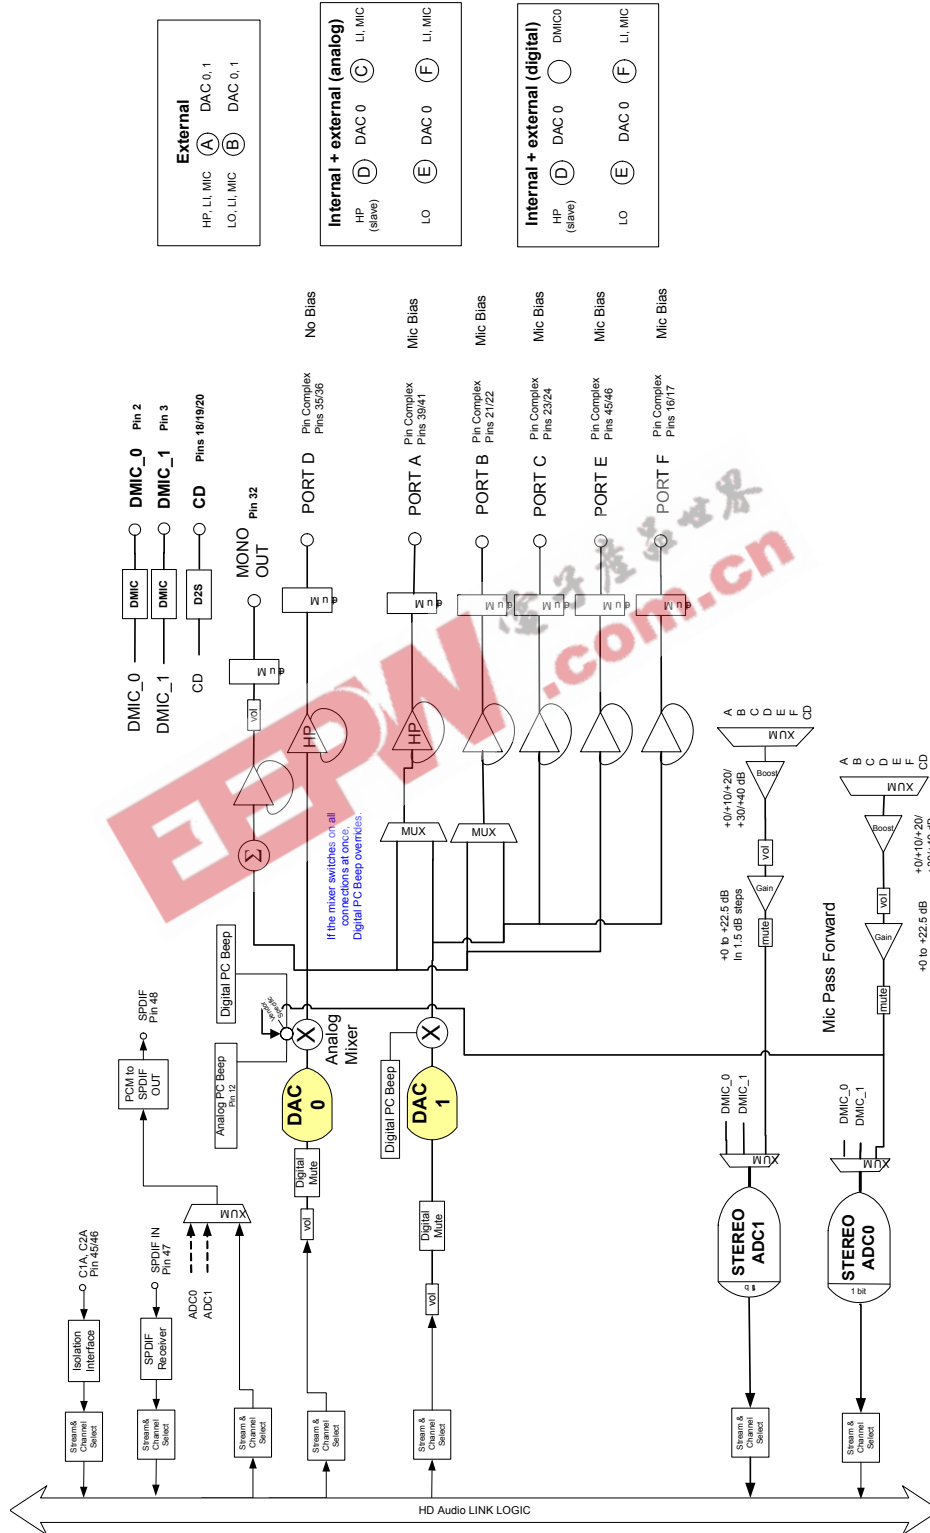 External
HP, LI, MIC A DAC 0, 1
LO, LI, MIC B DAC 0, 1
Internal + external (analog)
HP (slave) D DAC 0 C LI, MIC
LO E DAC 0 F LI, MIC
Internal + external (digital)
HP (slave) D DAC 0 DMIC0
LO E DAC 0 F LI, MIC
DMIC_0 DMIC DMIC_0 Pin 2
DMIC_1 DMIC DMIC_1 Pin 3
CD D2S CD Pins 18/19/20
MONO OUT Pin 32
vol
Mute
Σ
HP
Mute
PORT D
Pin Complex
Pins 35/36
No Bias
HP
Mute
PORT A
Pin Complex
Pins 39/41
Mic Bias
Mute
PORT B
Pin Complex
Pins 21/22
Mic Bias
Mute
PORT C
Pin Complex
Pins 23/24
Mic Bias
Mute
PORT E
Pin Complex
Pins 45/46
Mic Bias
Mute
PORT F
Pin Complex
Pins 16/17
Mic Bias
MUX
MUX
If the mixer switches on all
connections at once,
Digital PC Beep overrides.
EEPW
.com.cn
電子產品世界
Digital PC Beep
Analog PC Beep
Pin 12
Vendor Specific
X
Analog
Mixer
DAC
0
Digital
Mute
vol
Digital PC Beep
X
DAC
1
Digital
Mute
vol
SPDIF
Pin 48
PCM to
SPDIF
OUT
MUX
ADC0
ADC1
C1A, C2A
Pin 45/46
Isolation
Interface
SPDIF IN
Pin 47
SPDIF
Receiver
Stream&
Channel
Select
Stream&
Channel
Select
Stream &
Channel
Select
Stream &
Channel
Select
Stream &
Channel
Select
Stream &
Channel
Select
Stream &
Channel
Select
A
B
C
D
E
F
CD
MUX
Boost
+0/+10/+20/
+30/+40 dB
vol
Gain
+0 to +22.5 dB
In 1.5 dB steps
mute
DMIC_0
DMIC_1
MUX
STEREO
ADC1
Mic Pass Forward
A
B
C
D
E
F
CD
MUX
Boost
+0/+10/+20/
vol
Gain
+0 to +22.5 dB
mute
DMIC_0
DMIC_1
MUX
STEREO
ADC0
1 bit
HD Audio LINK LOGIC